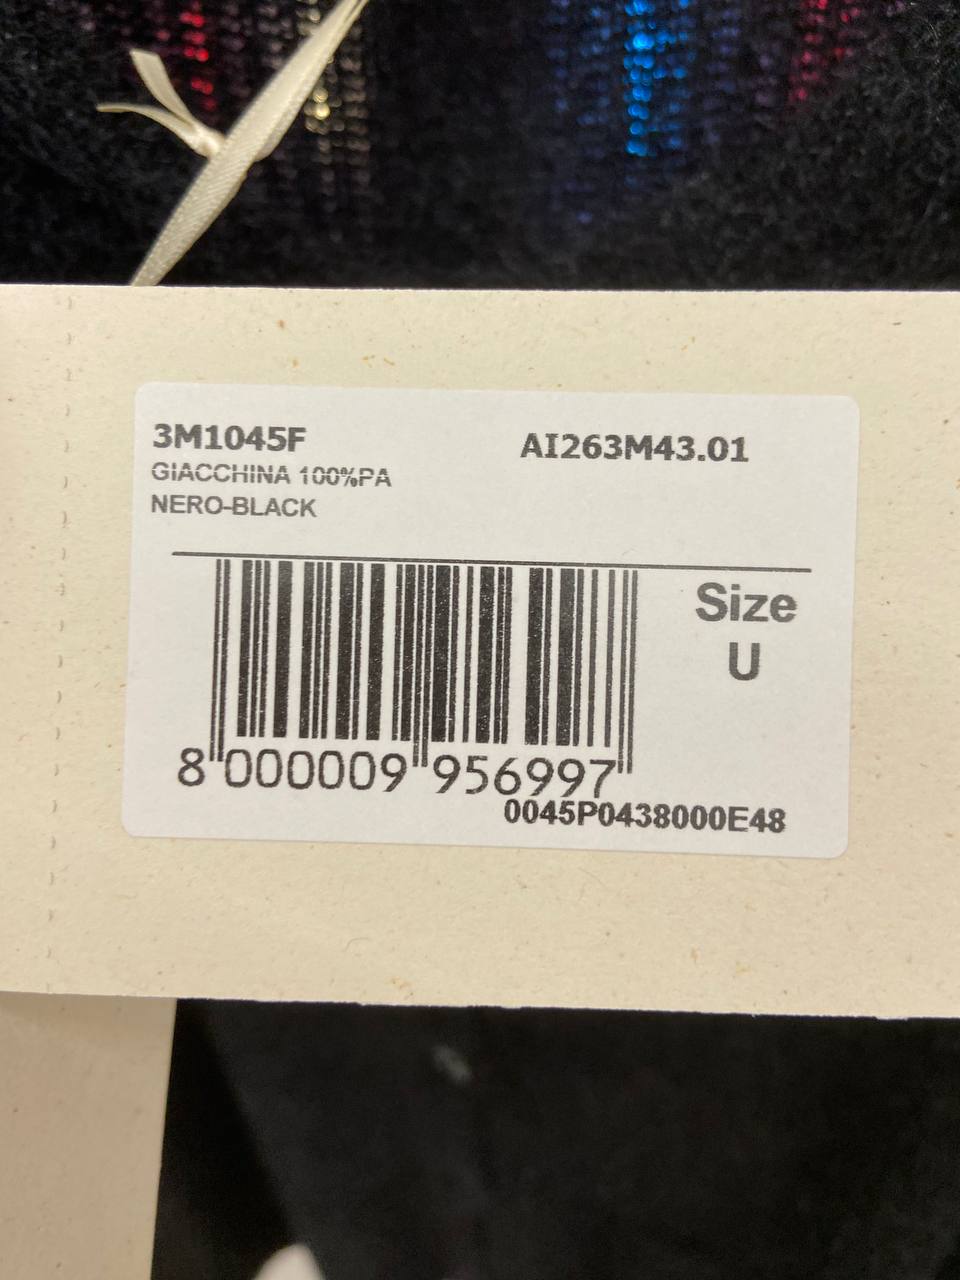 3M1045F
AI263M43.01
GIACCHINA 100%PA
NERO-BLACK
Size
U
8 000009 956997
0045P0438000E48